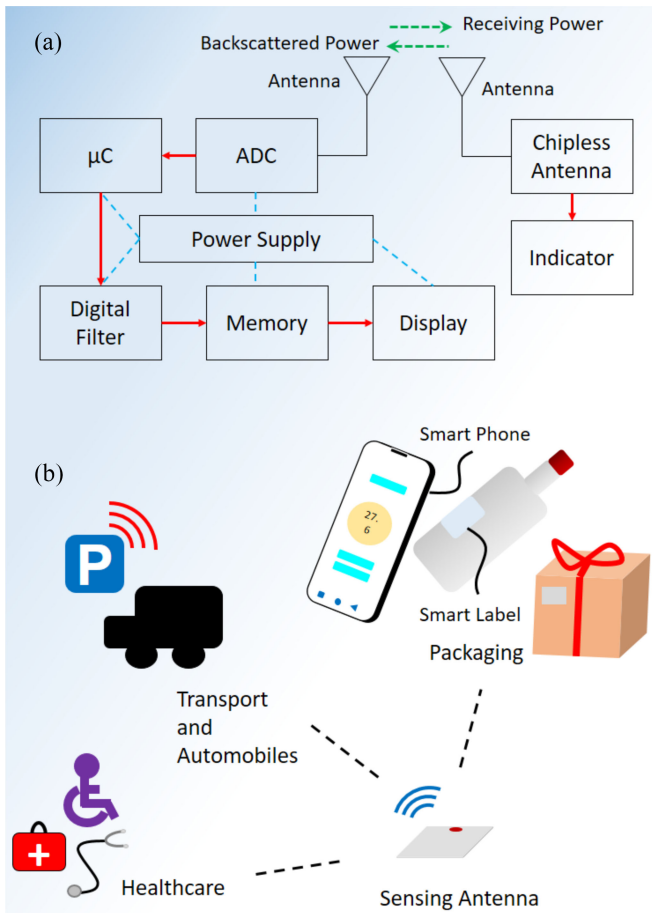 (a)
Receiving Power
Backscattered Power
Antenna
Antenna
µC
ADC
Chipless
Antenna
Power Supply
Indicator
Digital
Filter
Memory
Display
(b)
Smart Phone
27.
6
P
Smart Label
Packaging
Transport
and
Automobiles
Healthcare
Sensing Antenna